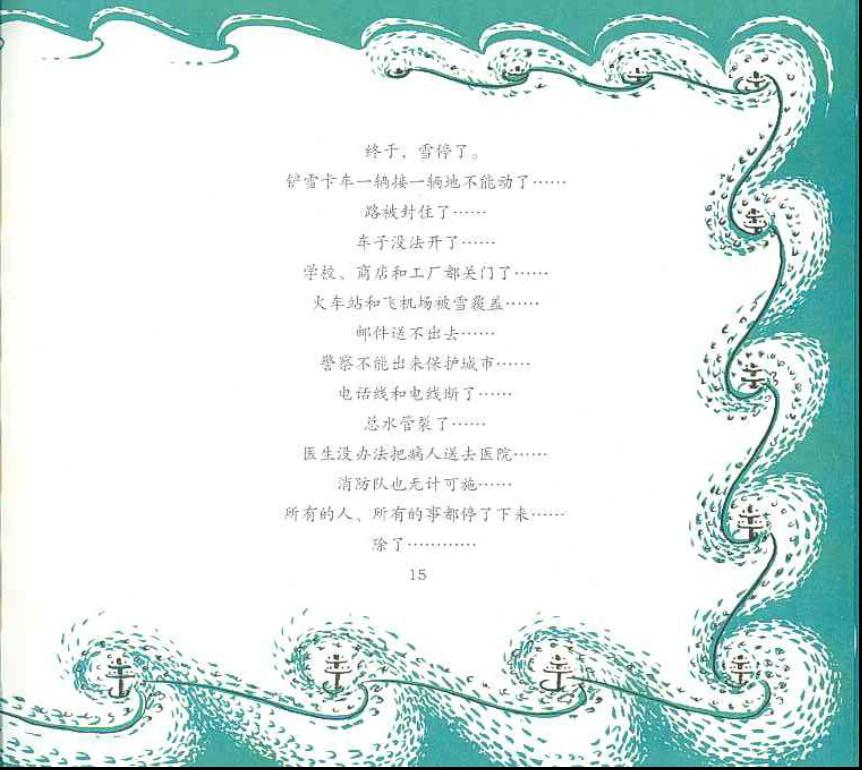 终于，雪停了。
铲雪卡车一辆接一辆地不能动了……
路被封住了……
车子没法开了……
学校、商店和工厂都关门了……
火车站和飞机场被雪覆盖……
邮件送不出去……
警察不能出来保护城市……
电话线和电线断了……
总水管裂了……
医生没办法把病人送去医院……
消防队也无计可施……
所有的人、所有的事都停了下来……
除了…………
15